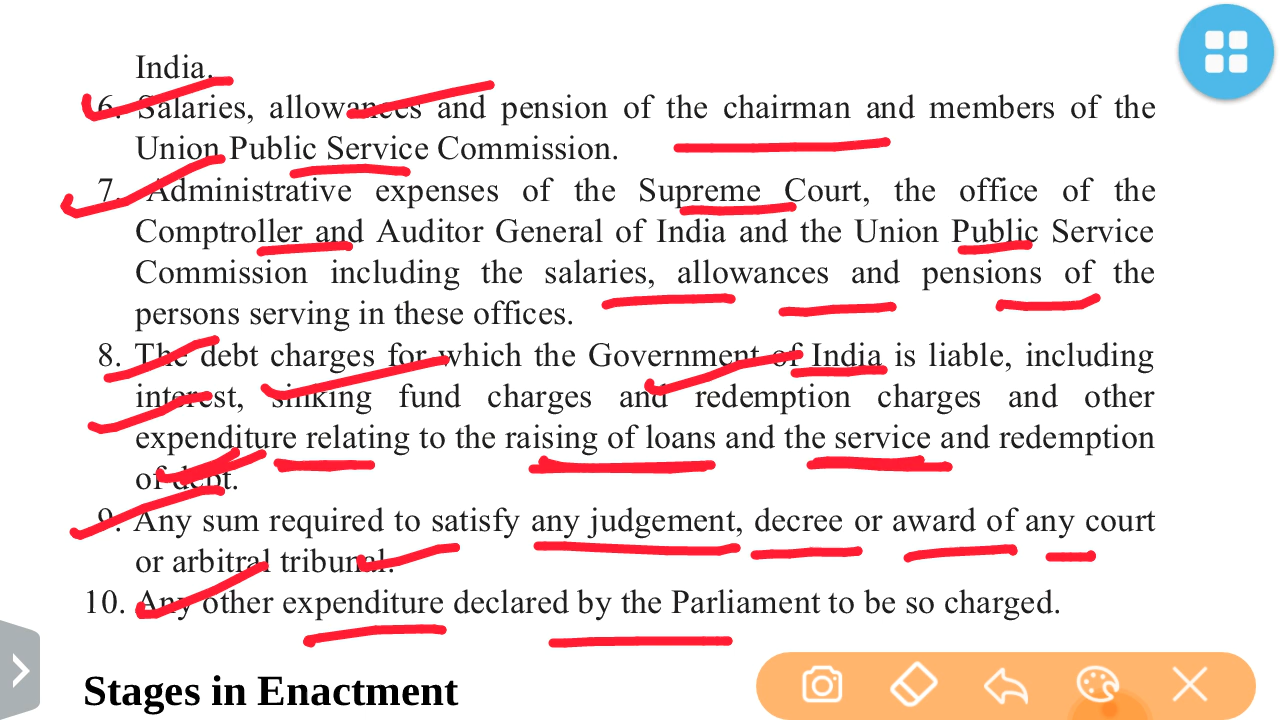 India.
6. Salaries, allowances and pension of the chairman and members of the
Union Public Service Commission.
7. Administrative expenses of the Supreme Court, the office of the
Comptroller and Auditor General of India and the Union Public Service
Commission including the salaries, allowances and pensions of the
persons serving in these offices.
8. The debt charges for which the Government of India is liable, including
interest, sinking fund charges and redemption charges and other
expenditure relating to the raising of loans and the service and redemption
of debt.
9. Any sum required to satisfy any judgement, decree or award of any court
or arbitral tribunal.
10. Any other expenditure declared by the Parliament to be so charged.
Stages in Enactment